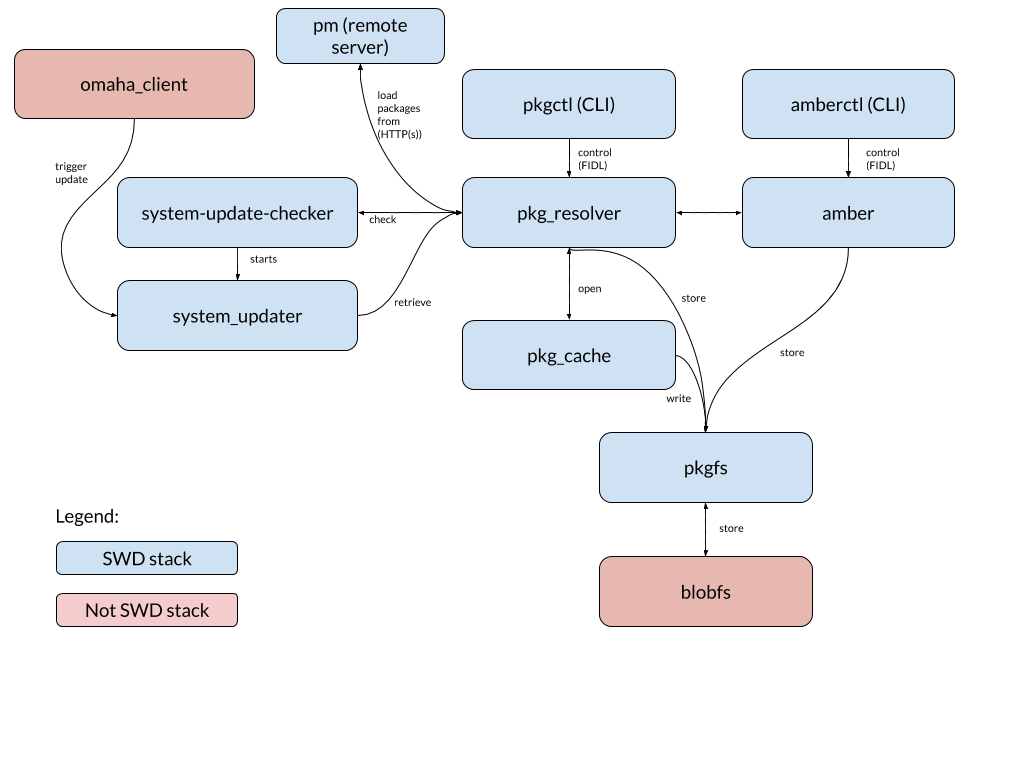 pm (remote
server)
omaha_client
pkgctl (CLI)
amberctl (CLI)
load
packages
from
(HTTP(s))
trigger
update
control
(FIDL)
control
(FIDL)
system-update-checker
check
pkg_resolver
amber
starts
system_updater
retrieve
open
store
pkg_cache
store
write
pkgfs
Legend:
store
SWD stack
blobfs
Not SWD stack